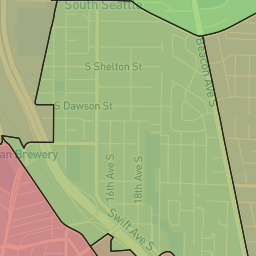 South Seattle
Beacon Ave S
S Shelton St
S Dawson St
an Brewery
16th Ave S
18th Ave S
Swift Ave S